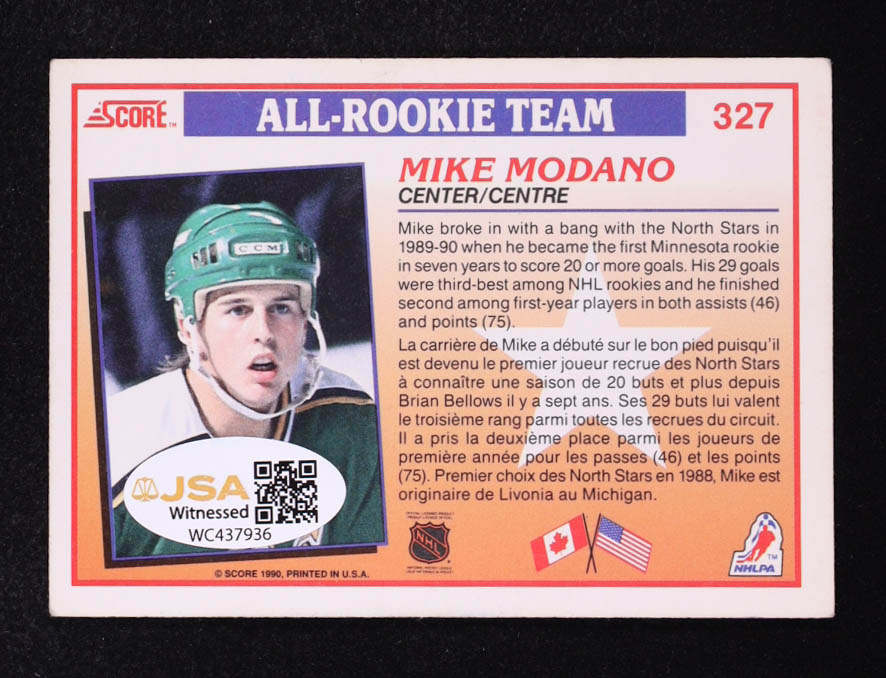 SCORE™
ALL-ROOKIE TEAM
327
MIKE MODANO
CENTER/CENTRE
Mike broke in with a bang with the North Stars in
1989-90 when he became the first Minnesota rookie
in seven years to score 20 or more goals. His 29 goals
were third-best among NHL rookies and he finished
second among first-year players in both assists (46)
and points (75).
La carrière de Mike a débuté sur le bon pied puisqu'il
est devenu le premier joueur recrue des North Stars
à connaître une saison de 20 buts et plus depuis
Brian Bellows il y a sept ans. Ses 29 buts lui valent
le troisième rang parmi toutes les recrues du circuit.
Il a pris la deuxième place parmi les joueurs de
première année pour les passes (46) et les points
(75). Premier choix des North Stars en 1988, Mike est
originaire de Livonia au Michigan.
CCM
JSA
Witnessed
WC437936
© SCORE 1990, PRINTED IN U.S.A.
NHL
TM
NHLPA